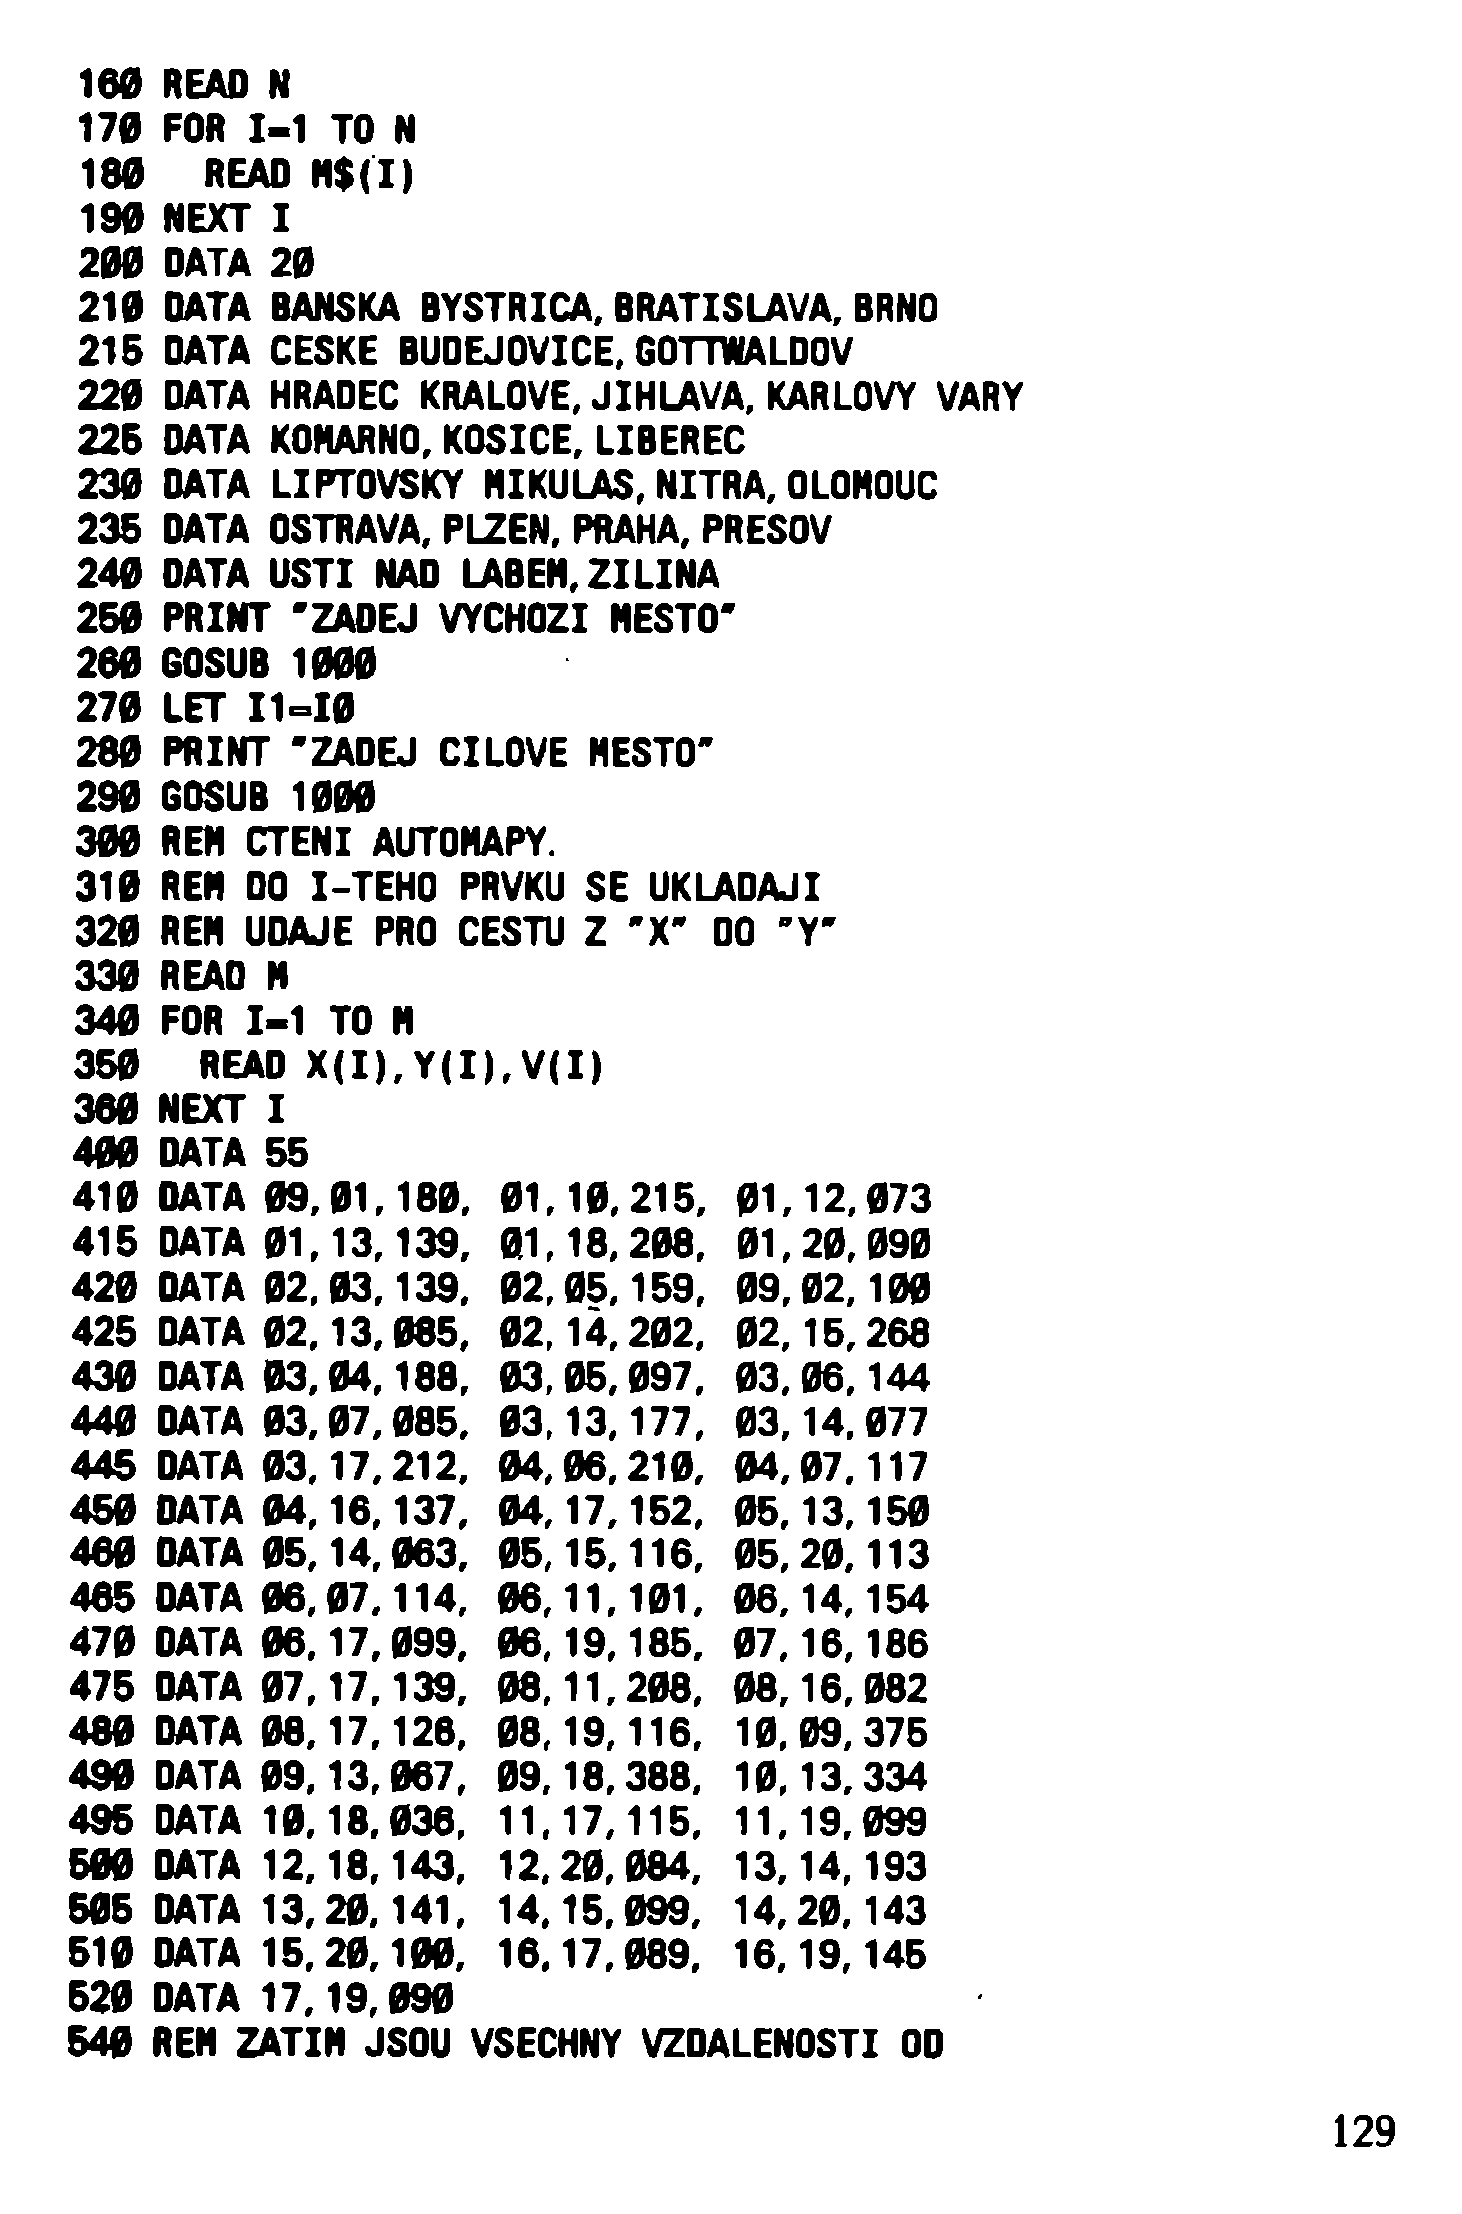 160 READ N
170 FOR I=1 TO N
180   READ M$(I)
190 NEXT I
200 DATA 20
210 DATA BANSKA BYSTRICA,BRATISLAVA,BRNO
215 DATA CESKE BUDEJOVICE,GOTTWALDOV
220 DATA HRADEC KRALOVE,JIHLAVA,KARLOVY VARY
225 DATA KOMARNO,KOSICE,LIBEREC
230 DATA LIPTOVSKY MIKULAS,NITRA,OLOMOUC
235 DATA OSTRAVA,PLZEN,PRAHA,PRESOV
240 DATA USTI NAD LABEM,ZILINA
250 PRINT "ZADEJ VYCHOZI MESTO"
260 GOSUB 1000
270 LET I1=I0
280 PRINT "ZADEJ CILOVE MESTO"
290 GOSUB 1000
300 REM CTENI AUTOMAPY.
310 REM DO I-TEHO PRVKU SE UKLADAJI
320 REM UDAJE PRO CESTU Z "X" DO "Y"
330 READ M
340 FOR I=1 TO M
350   READ X(I),Y(I),V(I)
360 NEXT I
400 DATA 55
410 DATA 09,01,180, 01,10,215, 01,12,073
415 DATA 01,13,139, 01,18,208, 01,20,090
420 DATA 02,03,139, 02,05,159, 09,02,100
425 DATA 02,13,085, 02,14,202, 02,15,268
430 DATA 03,04,188, 03,05,097, 03,06,144
440 DATA 03,07,085, 03,13,177, 03,14,077
445 DATA 03,17,212, 04,06,210, 04,07,117
450 DATA 04,16,137, 04,17,152, 05,13,150
460 DATA 05,14,063, 05,15,116, 05,20,113
465 DATA 06,07,114, 06,11,101, 06,14,154
470 DATA 06,17,099, 06,19,185, 07,16,186
475 DATA 07,17,139, 08,11,208, 08,16,082
480 DATA 08,17,126, 08,19,116, 10,09,375
490 DATA 09,13,067, 09,18,388, 10,13,334
495 DATA 10,18,036, 11,17,115, 11,19,099
500 DATA 12,18,143, 12,20,084, 13,14,193
505 DATA 13,20,141, 14,15,099, 14,20,143
510 DATA 15,20,100, 16,17,089, 16,19,145
520 DATA 17,19,090
540 REM ZATIM JSOU VSECHNY VZDALENOSTI OD
129